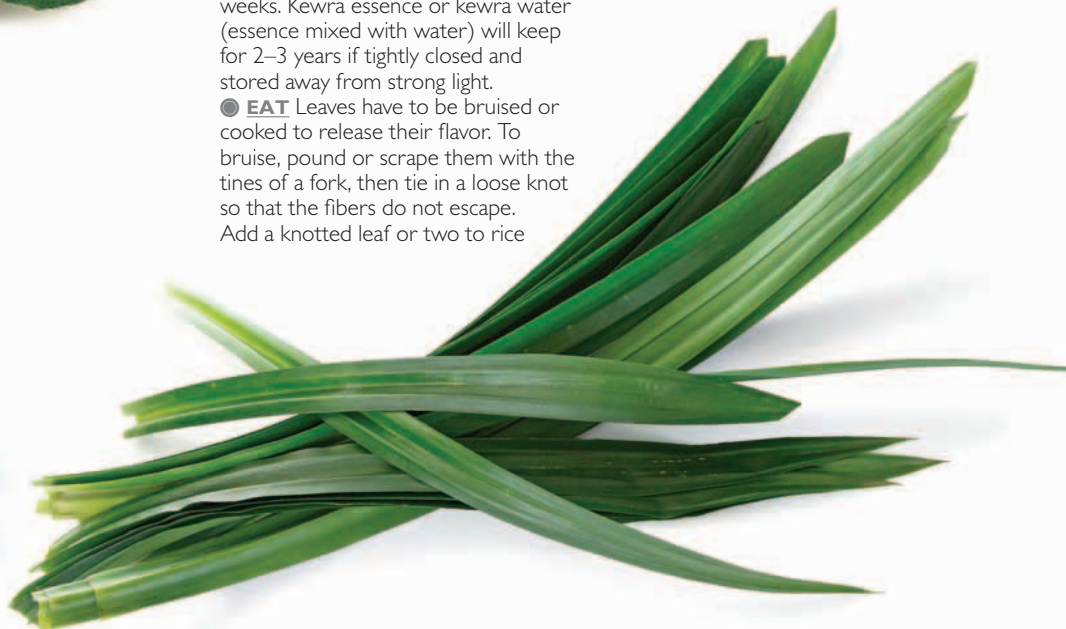 weeks. Kewra essence or kewra water
(essence mixed with water) will keep
for 2–3 years if tightly closed and
stored away from strong light.
◉ EAT Leaves have to be bruised or
cooked to release their flavor. To
bruise, pound or scrape them with the
tines of a fork, then tie in a loose knot
so that the fibers do not escape.
Add a knotted leaf or two to rice